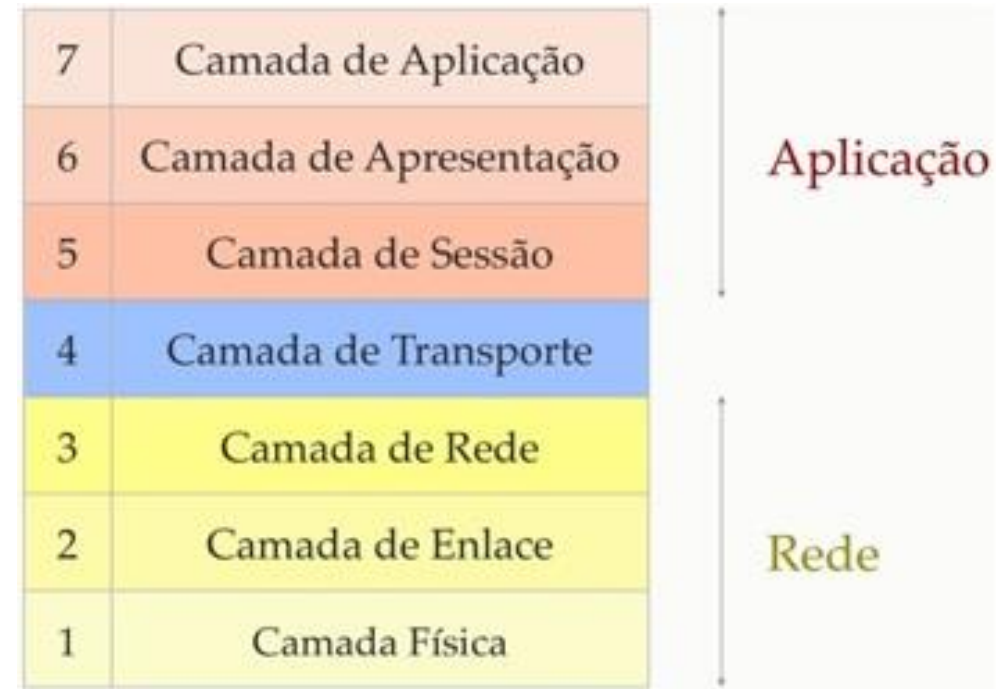 7 Camada de Aplicação
6 Camada de Apresentação
Aplicação
5 Camada de Sessão
4 Camada de Transporte
3 Camada de Rede
2 Camada de Enlace
Rede
1 Camada Física